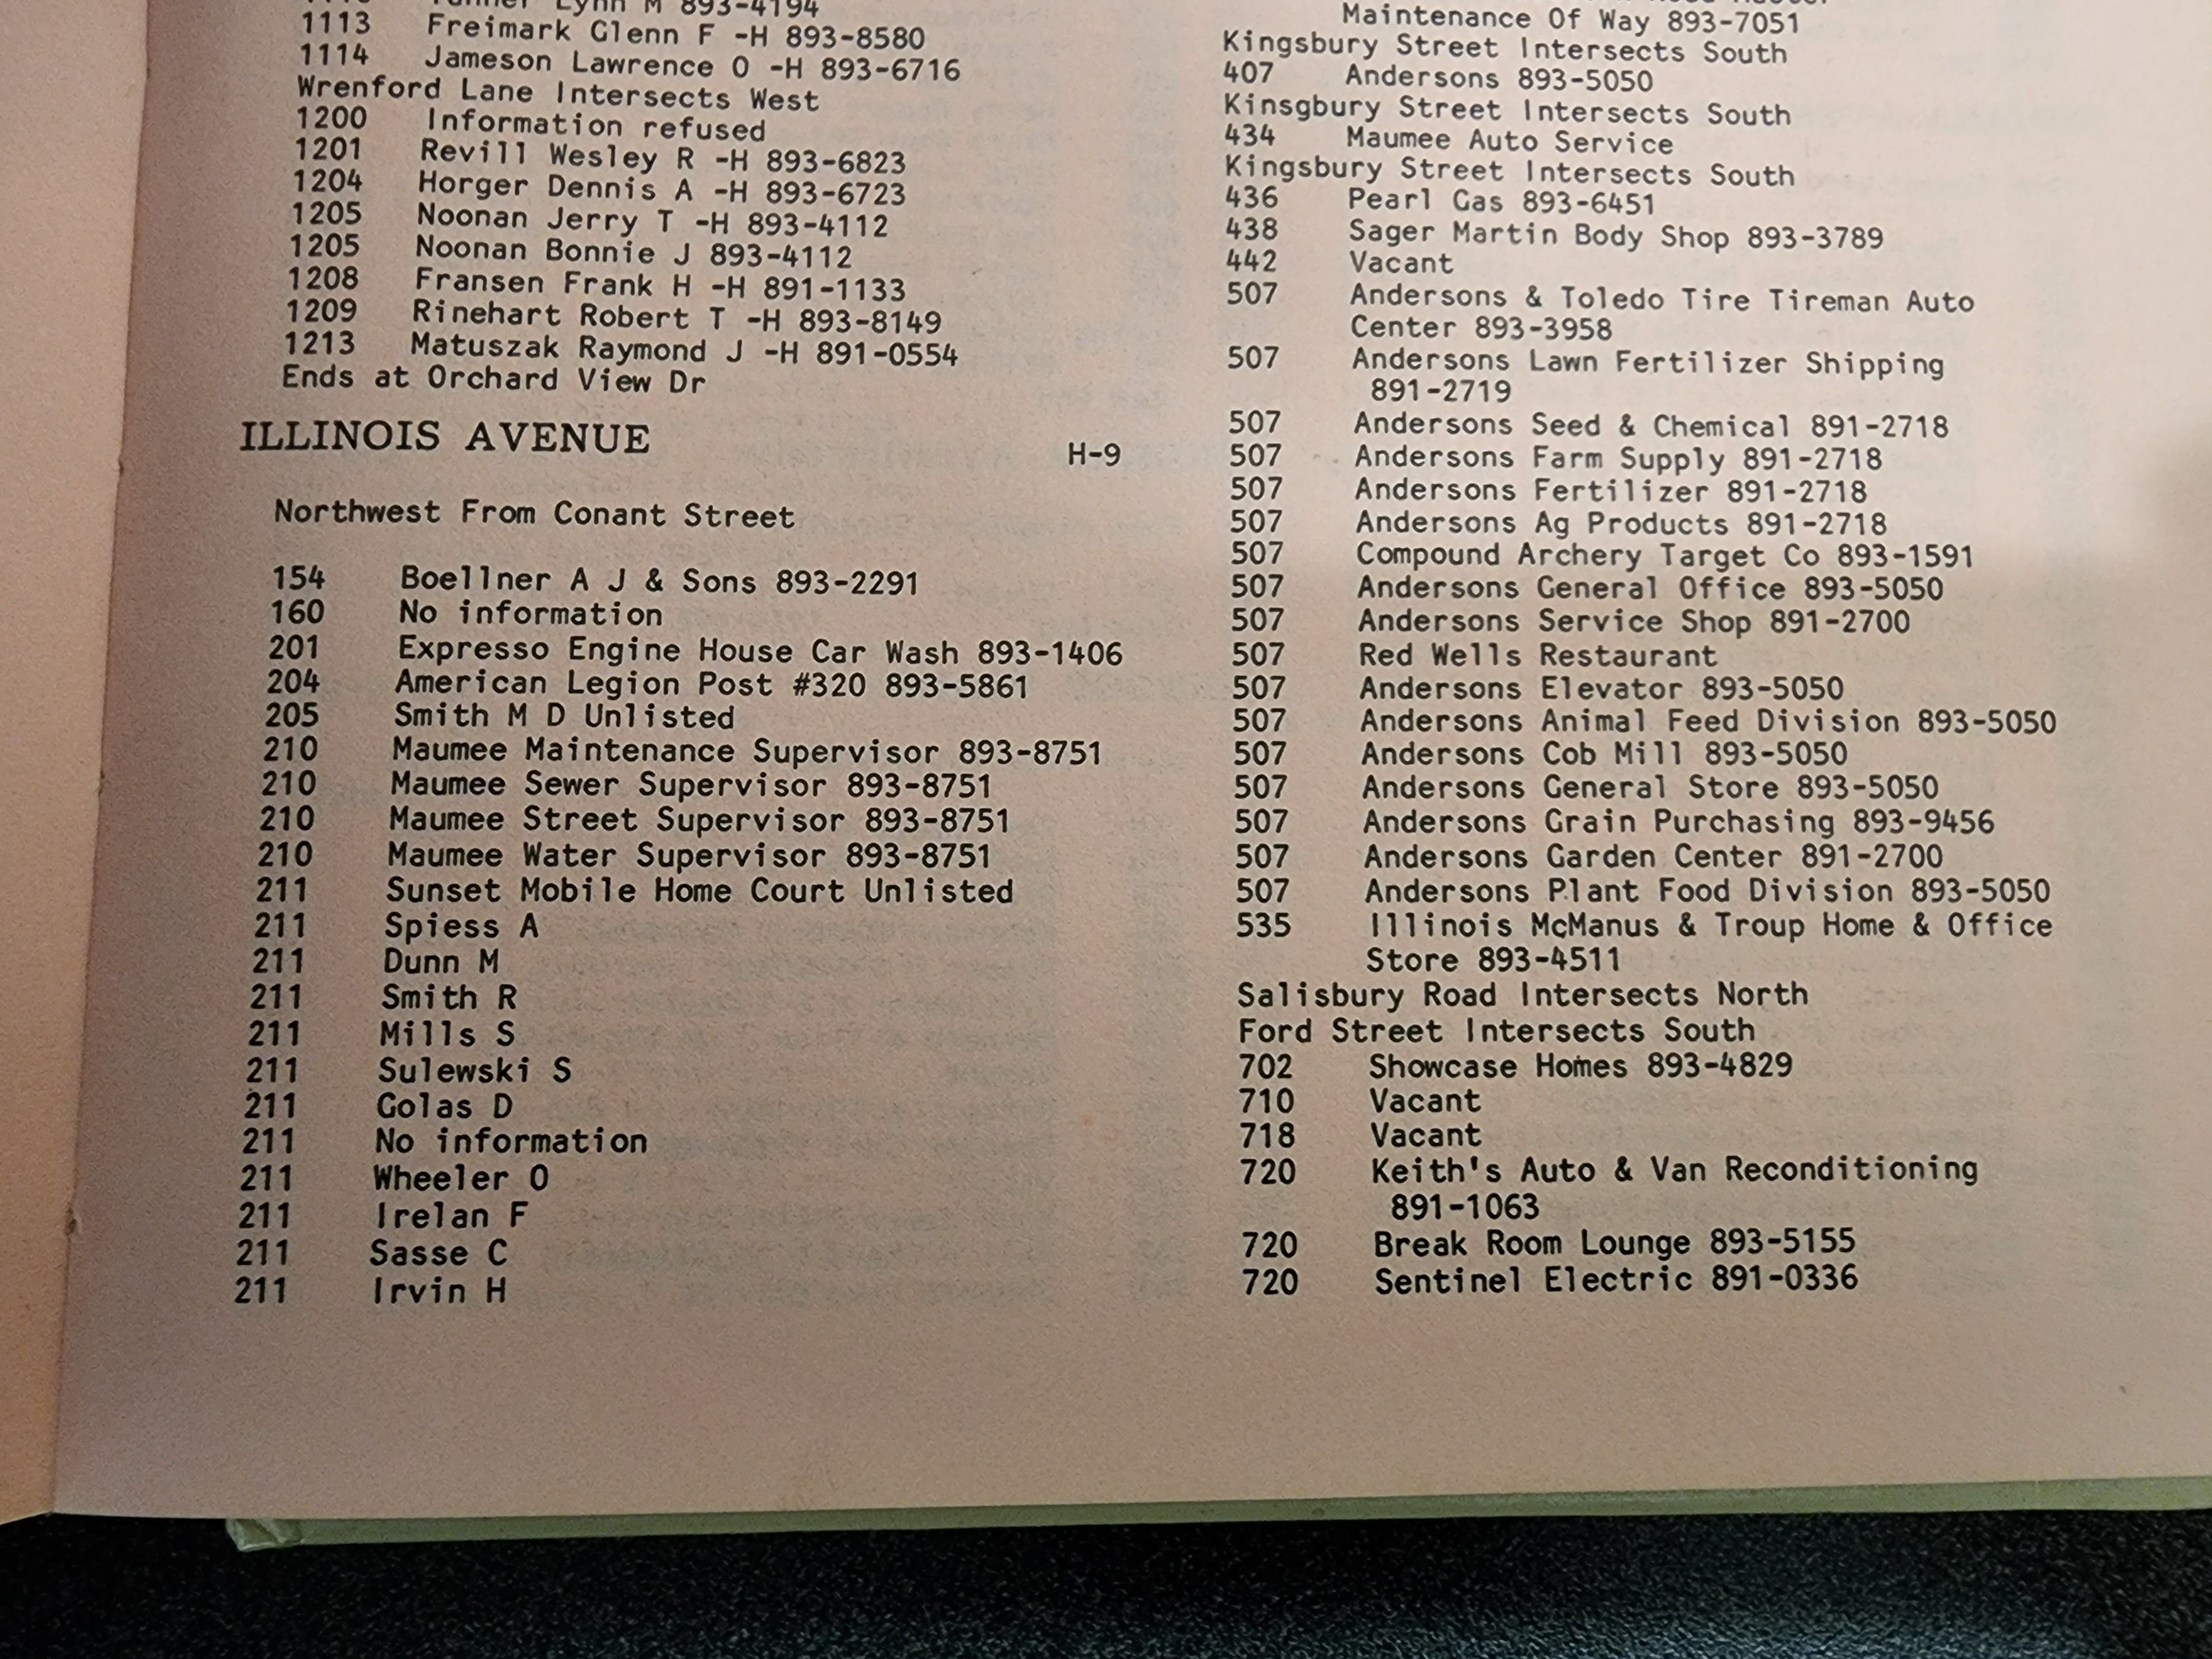 Lynn M 893-4194
1113 Freimark Glenn F -H 893-8580
1114 Jameson Lawrence O -H 893-6716
Wrenford Lane Intersects West
1200 Information refused
1201 Revill Wesley R -H 893-6823
1204 Horger Dennis A -H 893-6723
1205 Noonan Jerry T -H 893-4112
1205 Noonan Bonnie J 893-4112
1208 Fransen Frank H -H 891-1133
1209 Rinehart Robert T -H 893-8149
1213 Matuszak Raymond J -H 891-0554
Ends at Orchard View Dr
ILLINOIS AVENUE H-9
Northwest From Conant Street
154 Boellner A J & Sons 893-2291
160 No information
201 Expresso Engine House Car Wash 893-1406
204 American Legion Post #320 893-5861
205 Smith M D Unlisted
210 Maumee Maintenance Supervisor 893-8751
210 Maumee Sewer Supervisor 893-8751
210 Maumee Street Supervisor 893-8751
210 Maumee Water Supervisor 893-8751
211 Sunset Mobile Home Court Unlisted
211 Spiess A
211 Dunn M
211 Smith R
211 Mills S
211 Sulewski S
211 Golas D
211 No information
211 Wheeler O
211 Irelan F
211 Sasse C
211 Irvin H
Maintenance Of Way 893-7051
Kingsbury Street Intersects South
407 Andersons 893-5050
Kinsgbury Street Intersects South
434 Maumee Auto Service
Kingsbury Street Intersects South
436 Pearl Gas 893-6451
438 Sager Martin Body Shop 893-3789
442 Vacant
507 Andersons & Toledo Tire Tireman Auto
Center 893-3958
507 Andersons Lawn Fertilizer Shipping
891-2719
507 Andersons Seed & Chemical 891-2718
507 Andersons Farm Supply 891-2718
507 Andersons Fertilizer 891-2718
507 Andersons Ag Products 891-2718
507 Compound Archery Target Co 893-1591
507 Andersons General Office 893-5050
507 Andersons Service Shop 891-2700
507 Red Wells Restaurant
507 Andersons Elevator 893-5050
507 Andersons Animal Feed Division 893-5050
507 Andersons Cob Mill 893-5050
507 Andersons General Store 893-5050
507 Andersons Grain Purchasing 893-9456
507 Andersons Garden Center 891-2700
507 Andersons Plant Food Division 893-5050
535 Illinois McManus & Troup Home & Office
Store 893-4511
Salisbury Road Intersects North
Ford Street Intersects South
702 Showcase Homes 893-4829
710 Vacant
718 Vacant
720 Keith's Auto & Van Reconditioning
891-1063
720 Break Room Lounge 893-5155
720 Sentinel Electric 891-0336